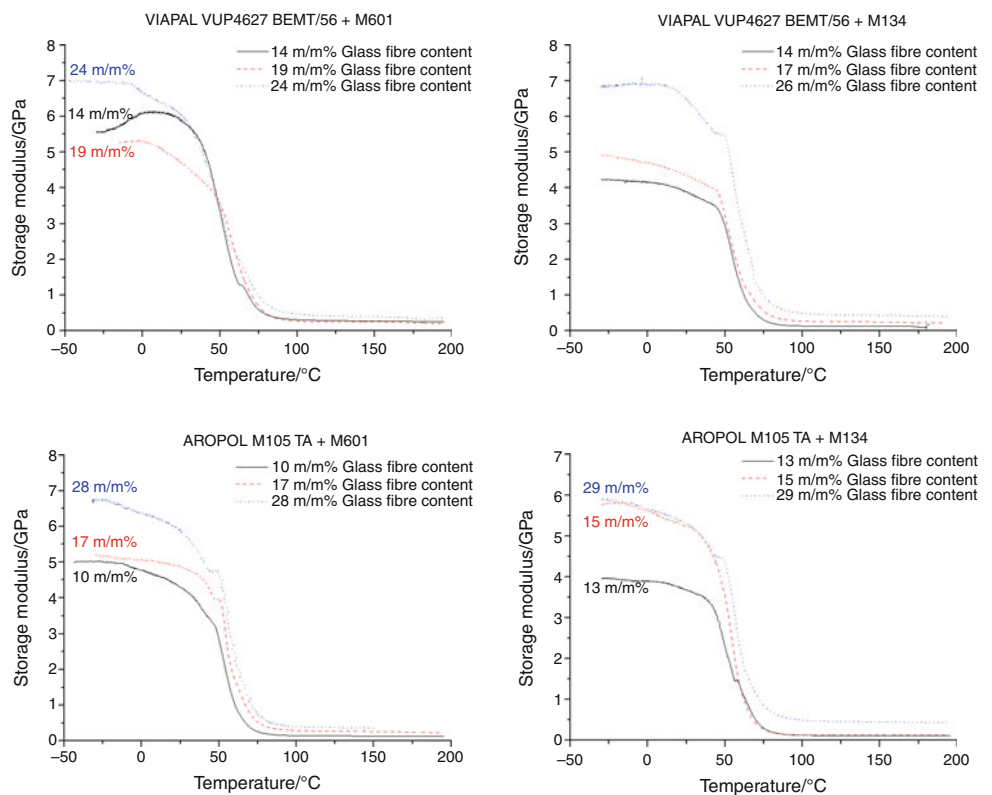 VIAPAL VUP4627 BEMT/56 + M601
8
7
6
5
4
3
2
1
0
Storage modulus/GPa
24 m/m%
14 m/m%
19 m/m%
14 m/m% Glass fibre content
19 m/m% Glass fibre content
24 m/m% Glass fibre content
–50 0 50 100 150 200
Temperature/°C
VIAPAL VUP4627 BEMT/56 + M134
8
7
6
5
4
3
2
1
0
Storage modulus/GPa
14 m/m% Glass fibre content
17 m/m% Glass fibre content
26 m/m% Glass fibre content
–50 0 50 100 150 200
Temperature/°C
AROPOL M105 TA + M601
8
7
6
5
4
3
2
1
0
Storage modulus/GPa
28 m/m%
17 m/m%
10 m/m%
10 m/m% Glass fibre content
17 m/m% Glass fibre content
28 m/m% Glass fibre content
–50 0 50 100 150 200
Temperature/°C
AROPOL M105 TA + M134
7
6
5
4
3
2
1
0
Storage modulus/GPa
29 m/m%
15 m/m%
13 m/m%
13 m/m% Glass fibre content
15 m/m% Glass fibre content
29 m/m% Glass fibre content
–50 0 50 100 150 200
Temperature/°C